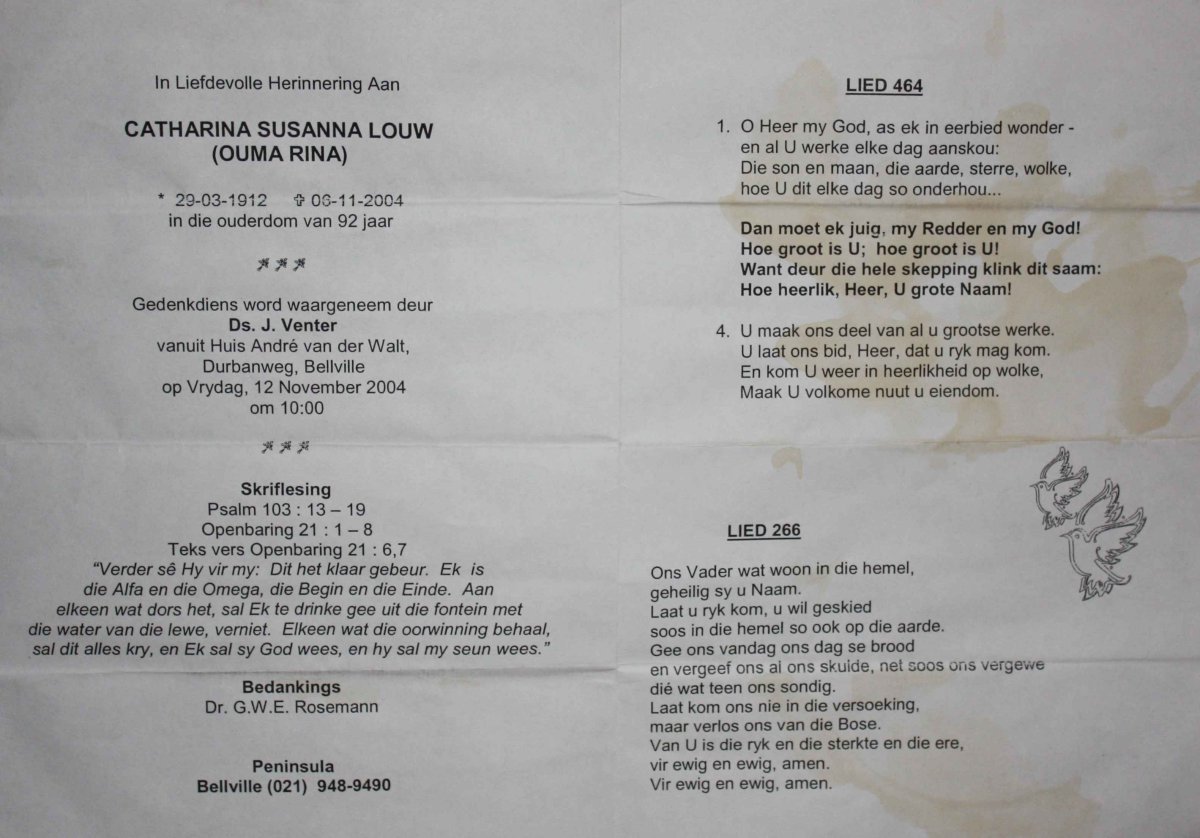 In Liefdevolle Herinnering Aan
CATHARINA SUSANNA LOUW
(OUMA RINA)
* 29-03-1912 ✞ 06-11-2004
in die ouderdom van 92 jaar
Gedenkdiens word waargeneem deur
Ds. J. Venter
vanuit Huis André van der Walt,
Durbanweg, Bellville
op Vrydag, 12 November 2004
om 10:00
Skriflesing
Psalm 103 : 13 – 19
Openbaring 21 : 1 – 8
Teks vers Openbaring 21 : 6,7
“Verder sê Hy vir my: Dit het klaar gebeur. Ek is
die Alfa en die Omega, die Begin en die Einde. Aan
elkeen wat dors het, sal Ek te drinke gee uit die fontein met
die water van die lewe, verniet. Elkeen wat die oorwinning behaal,
sal dit alles kry, en Ek sal sy God wees, en hy sal my seun wees.”
Bedankings
Dr. G.W.E. Rosemann
Peninsula
Bellville (021) 948-9490
LIED 464
1. O Heer my God, as ek in eerbied wonder -
en al U werke elke dag aanskou:
Die son en maan, die aarde, sterre, wolke,
hoe U dit elke dag so onderhou...
Dan moet ek juig, my Redder en my God!
Hoe groot is U; hoe groot is U!
Want deur die hele skepping klink dit saam:
Hoe heerlik, Heer, U grote Naam!
4. U maak ons deel van al u grootse werke.
U laat ons bid, Heer, dat u ryk mag kom.
En kom U weer in heerlikheid op wolke,
Maak U volkome nuut u eiendom.
LIED 266
Ons Vader wat woon in die hemel,
geheilig sy u Naam.
Laat u ryk kom, u wil geskied
soos in die hemel so ook op die aarde.
Gee ons vandag ons dag se brood
en vergeef ons al ons skulde, net soos ons vergewe
dié wat teen ons sondig.
Laat kom ons nie in die versoeking,
maar verlos ons van die Bose.
Van U is die ryk en die sterkte en die ere,
vir ewig en ewig, amen.
Vir ewig en ewig, amen.